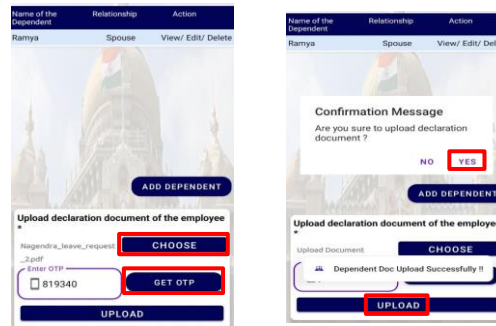 Name of the Dependent Relationship Action
Ramya Spouse View/ Edit/ Delete
ADD DEPENDENT
Upload declaration document of the employee
*
Nagendra_leave_request
_2.pdf
CHOOSE
Enter OTP
819340
GET OTP
UPLOAD
Name of the Dependent Relationship Action
Ramya Spouse View/ Edit/ Del
Confirmation Message
Are you sure to upload declaration
document ?
NO YES
ADD DEPENDENT
Upload declaration document of the employe
*
Upload Document
CHOOSE
Dependent Doc Upload Successfully !!
UPLOAD